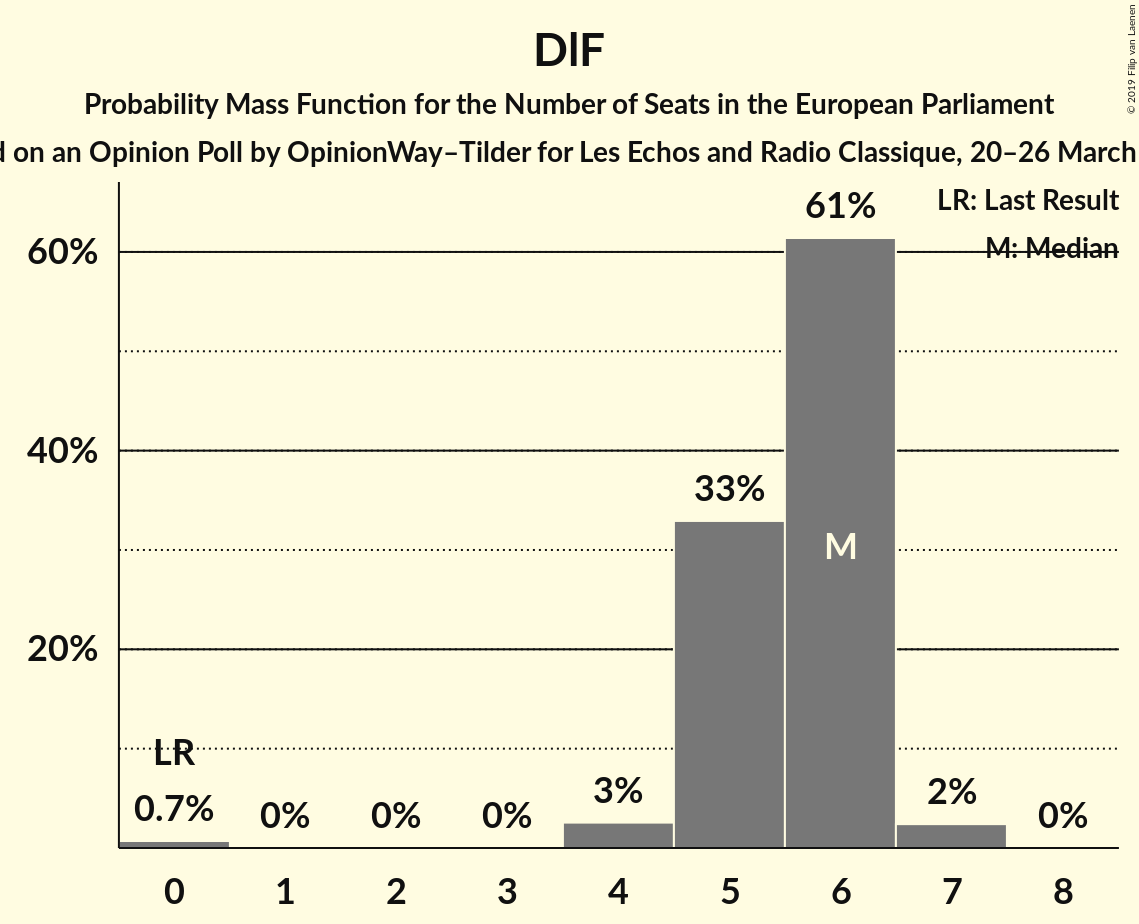 DlF
Probability Mass Function for the Number of Seats in the European Parliament
on an Opinion Poll by OpinionWay–Tilder for Les Echos and Radio Classique, 20–26 March
© 2019 Filip van Laenen
LR: Last Result
M: Median
60%
40%
20%
61%
33%
M
LR
0.7%
0%
0%
0%
3%
2%
0%
0
1
2
3
4
5
6
7
8